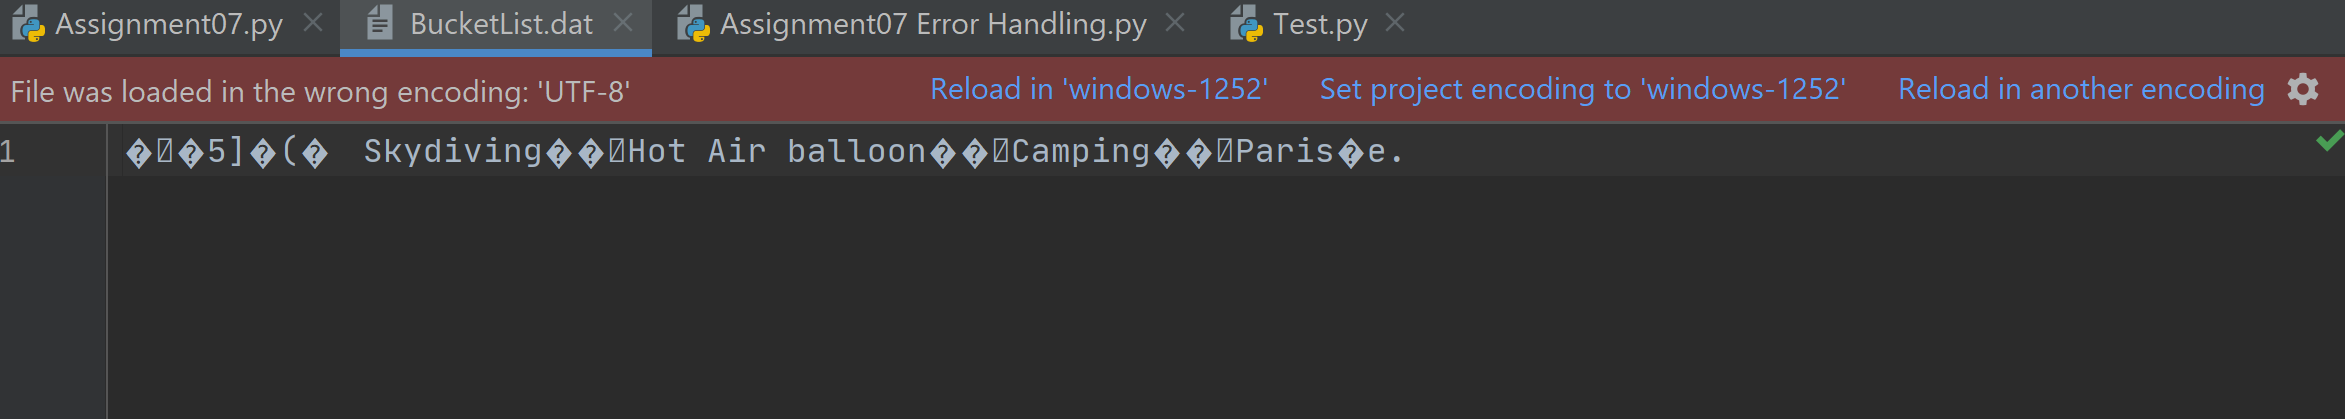 Assignment07.py BucketList.dat Assignment07 Error Handling.py Test.py
File was loaded in the wrong encoding: 'UTF-8' Reload in 'windows-1252' Set project encoding to 'windows-1252' Reload in another encoding
1 ��5]�(� Skydiving��Hot Air balloon��Camping��Paris�e.